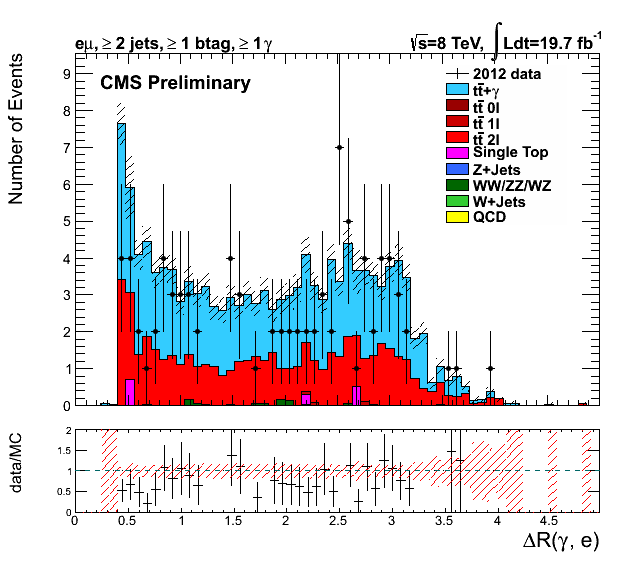 eμ, ≥ 2 jets, ≥ 1 btag, ≥ 1 γ
√s=8 TeV, ∫ Ldt=19.7 fb⁻¹
CMS Preliminary
Number of Events
9
8
7
6
5
4
3
2
1
0
2012 data
tt̄+γ
tt̄ 0l
tt̄ 1l
tt̄ 2l
Single Top
Z+Jets
WW/ZZ/WZ
W+Jets
QCD
data/MC
2
1.5
1
0.5
0
0 0.5 1 1.5 2 2.5 3 3.5 4 4.5
ΔR(γ, e)